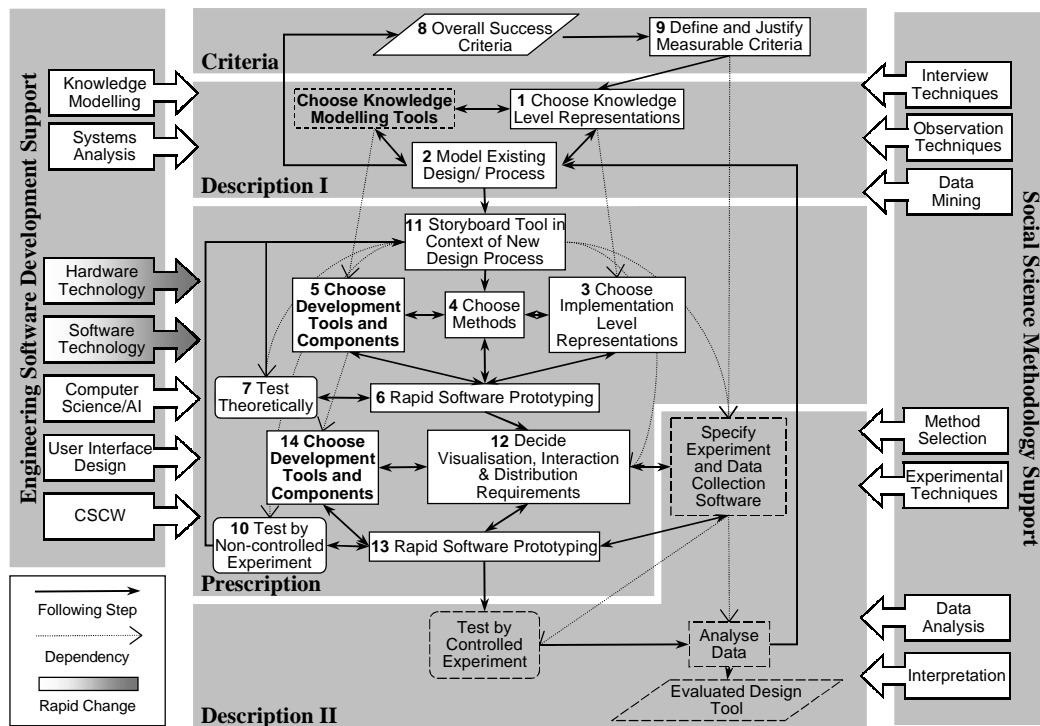 Engineering Software Development Support
Knowledge
Modelling
Systems
Analysis
Hardware
Technology
Software
Technology
Computer
Science/AI
User Interface
Design
CSCW
Following Step
Dependency
Rapid Change
8 Overall Success
Criteria
9 Define and Justify
Measurable Criteria
Criteria
Choose Knowledge
Modelling Tools
1 Choose Knowledge
Level Representations
2 Model Existing
Design/ Process
Description I
11 Storyboard Tool in
Context of New
Design Process
5 Choose
Development
Tools and
Components
4 Choose
Methods
3 Choose
Implementation
Level
Representations
7 Test
Theoretically
6 Rapid Software Prototyping
14 Choose
Development
Tools and
Components
12 Decide
Visualisation, Interaction
& Distribution
Requirements
Specify
Experiment
and Data
Collection
Software
10 Test by
Non-controlled
Experiment
13 Rapid Software Prototyping
Prescription
Test by
Controlled
Experiment
Analyse
Data
Evaluated Design
Tool
Description II
Interview
Techniques
Observation
Techniques
Data
Mining
Method
Selection
Experimental
Techniques
Data
Analysis
Interpretation
Social Science Methodology Support